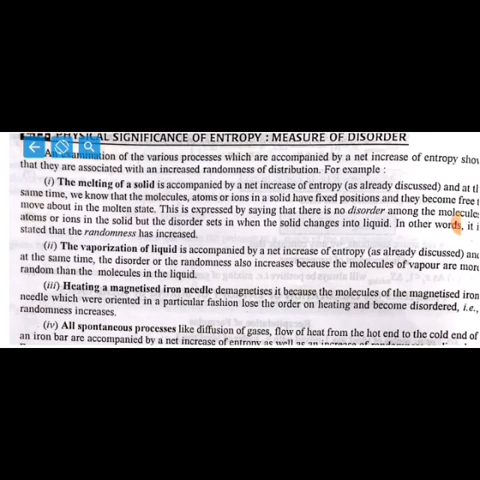 PHYSICAL SIGNIFICANCE OF ENTROPY : MEASURE OF DISORDER
An examination of the various processes which are accompanied by a net increase of entropy
that they are associated with an increased randomness of distribution. For example :
(i) The melting of a solid is accompanied by a net increase of entropy (as already discussed) and at
same time, we know that the molecules, atoms or ions in a solid have fixed positions and they become free
move about in the molten state. This is expressed by saying that there is no disorder among the molecules
atoms or ions in the solid but the disorder sets in when the solid changes into liquid. In other words, it
stated that the randomness has increased.
(ii) The vaporization of liquid is accompanied by a net increase of entropy (as already discussed) and
at the same time, the disorder or the randomness also increases because the molecules of vapour are more
random than the molecules in the liquid.
(iii) Heating a magnetised iron needle demagnetises it because the molecules of the magnetised iron
needle which were oriented in a particular fashion lose the order on heating and become disordered, i.e.,
randomness increases.
(iv) All spontaneous processes like diffusion of gases, flow of heat from the hot end to the cold end of
an iron bar are accompanied by a net increase of entropy as well as an increase of